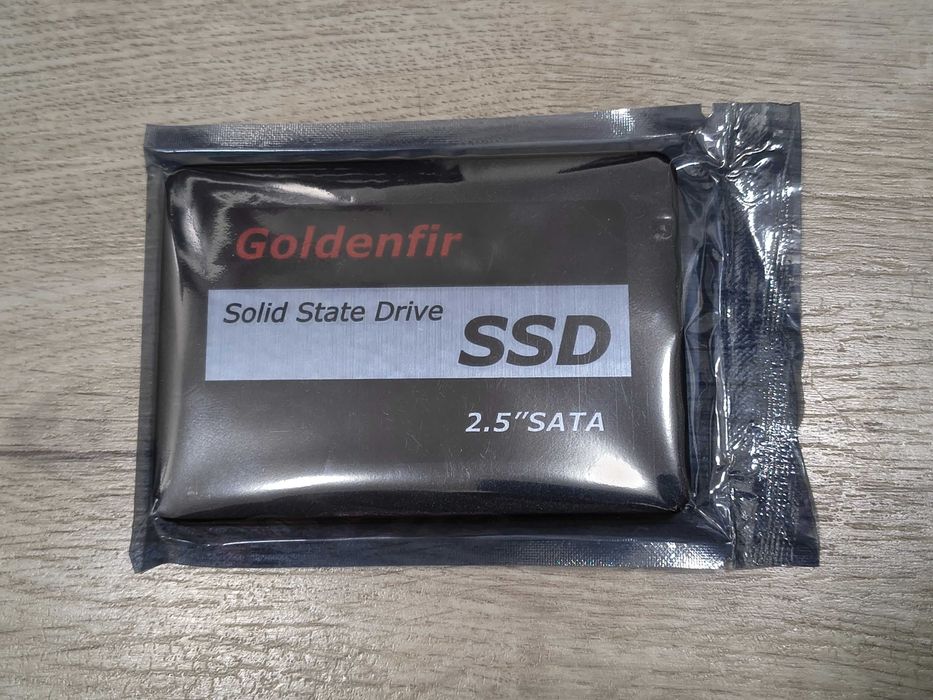 Goldenfir
Solid State Drive
SSD
2.5"SATA